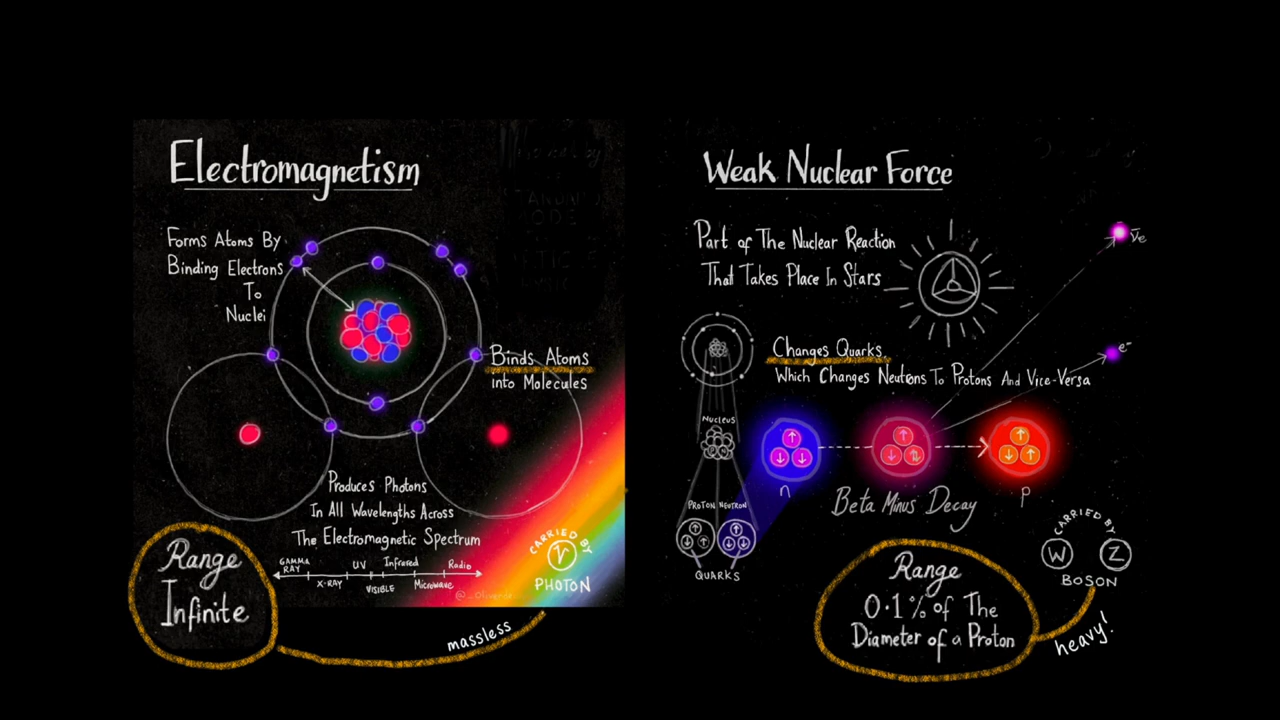 Electromagnetism
Forms Atoms By
Binding Electrons
To
Nuclei
Binds Atoms
into Molecules
Produces Photons
In All Wavelengths Across
The Electromagnetic Spectrum
GAMMA RAY
X-RAY
UV
VISIBLE
Infrared
Microwave
Radio
Range
Infinite
CARRIED BY
γ
PHOTON
massless
Weak Nuclear Force
Part of The Nuclear Reaction
That Takes Place In Stars
Changes Quarks
Which Changes Neutrons To Protons And Vice-Versa
ν̄e
e-
NUCLEUS
PROTON NEUTRON
QUARKS
n
p
Beta Minus Decay
Range
0.1% of The
Diameter of a Proton
CARRIED BY
W Z
BOSON
heavy!